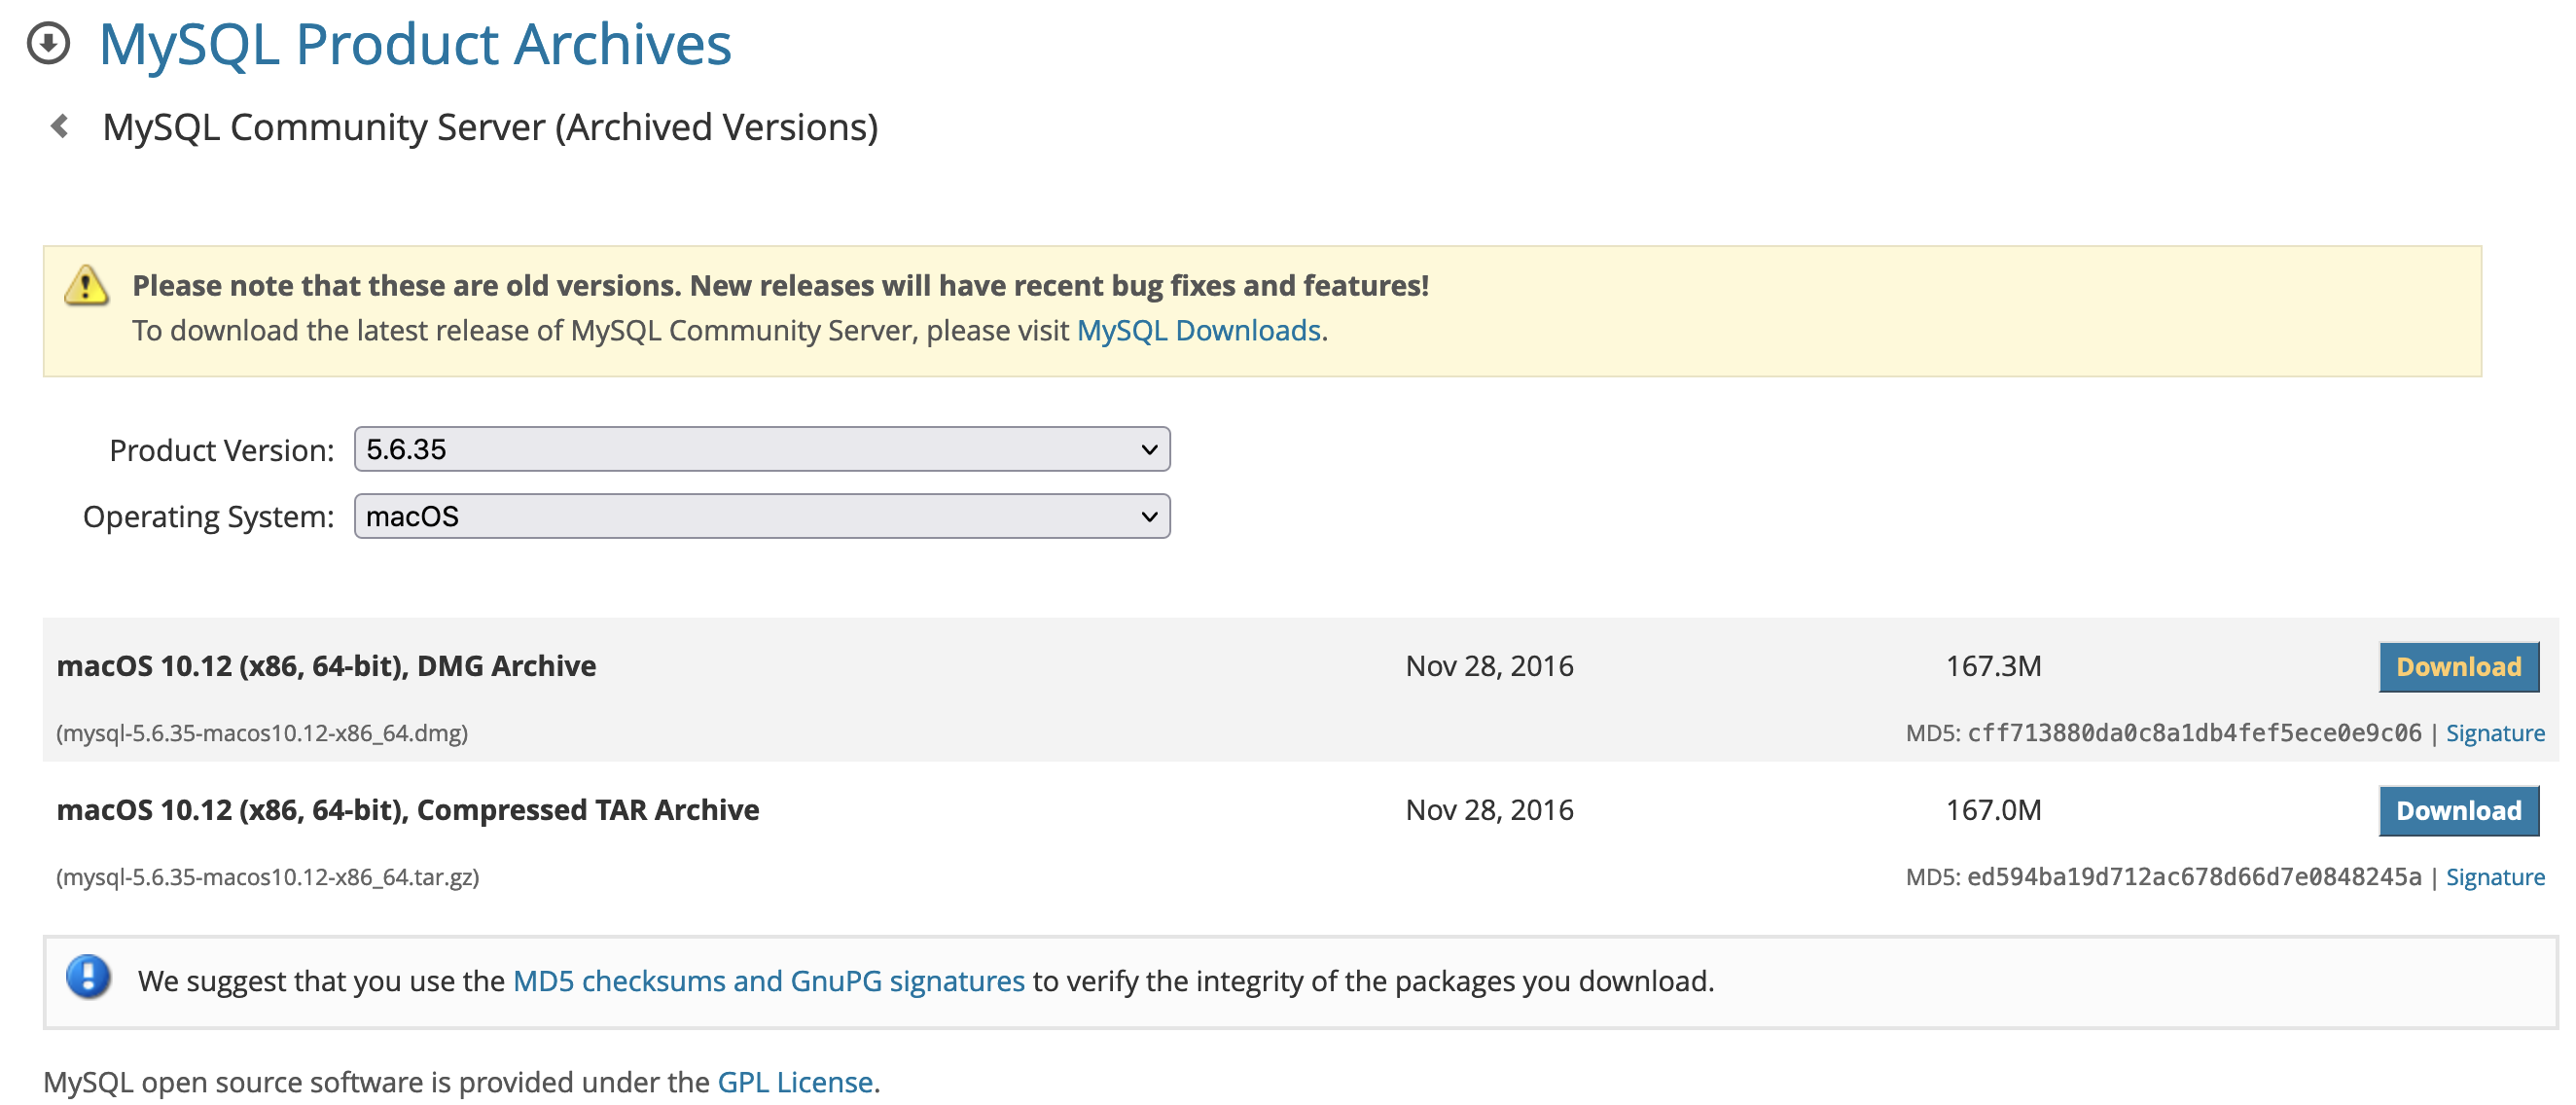 MySQL Product Archives
MySQL Community Server (Archived Versions)
Please note that these are old versions. New releases will have recent bug fixes and features!
To download the latest release of MySQL Community Server, please visit MySQL Downloads.
Product Version: 5.6.35
Operating System: macOS
macOS 10.12 (x86, 64-bit), DMG Archive Nov 28, 2016 167.3M Download
(mysql-5.6.35-macos10.12-x86_64.dmg) MD5: cff713880da0c8a1db4fef5ece0e9c06 | Signature
macOS 10.12 (x86, 64-bit), Compressed TAR Archive Nov 28, 2016 167.0M Download
(mysql-5.6.35-macos10.12-x86_64.tar.gz) MD5: ed594ba19d712ac678d66d7e0848245a | Signature
We suggest that you use the MD5 checksums and GnuPG signatures to verify the integrity of the packages you download.
MySQL open source software is provided under the GPL License.